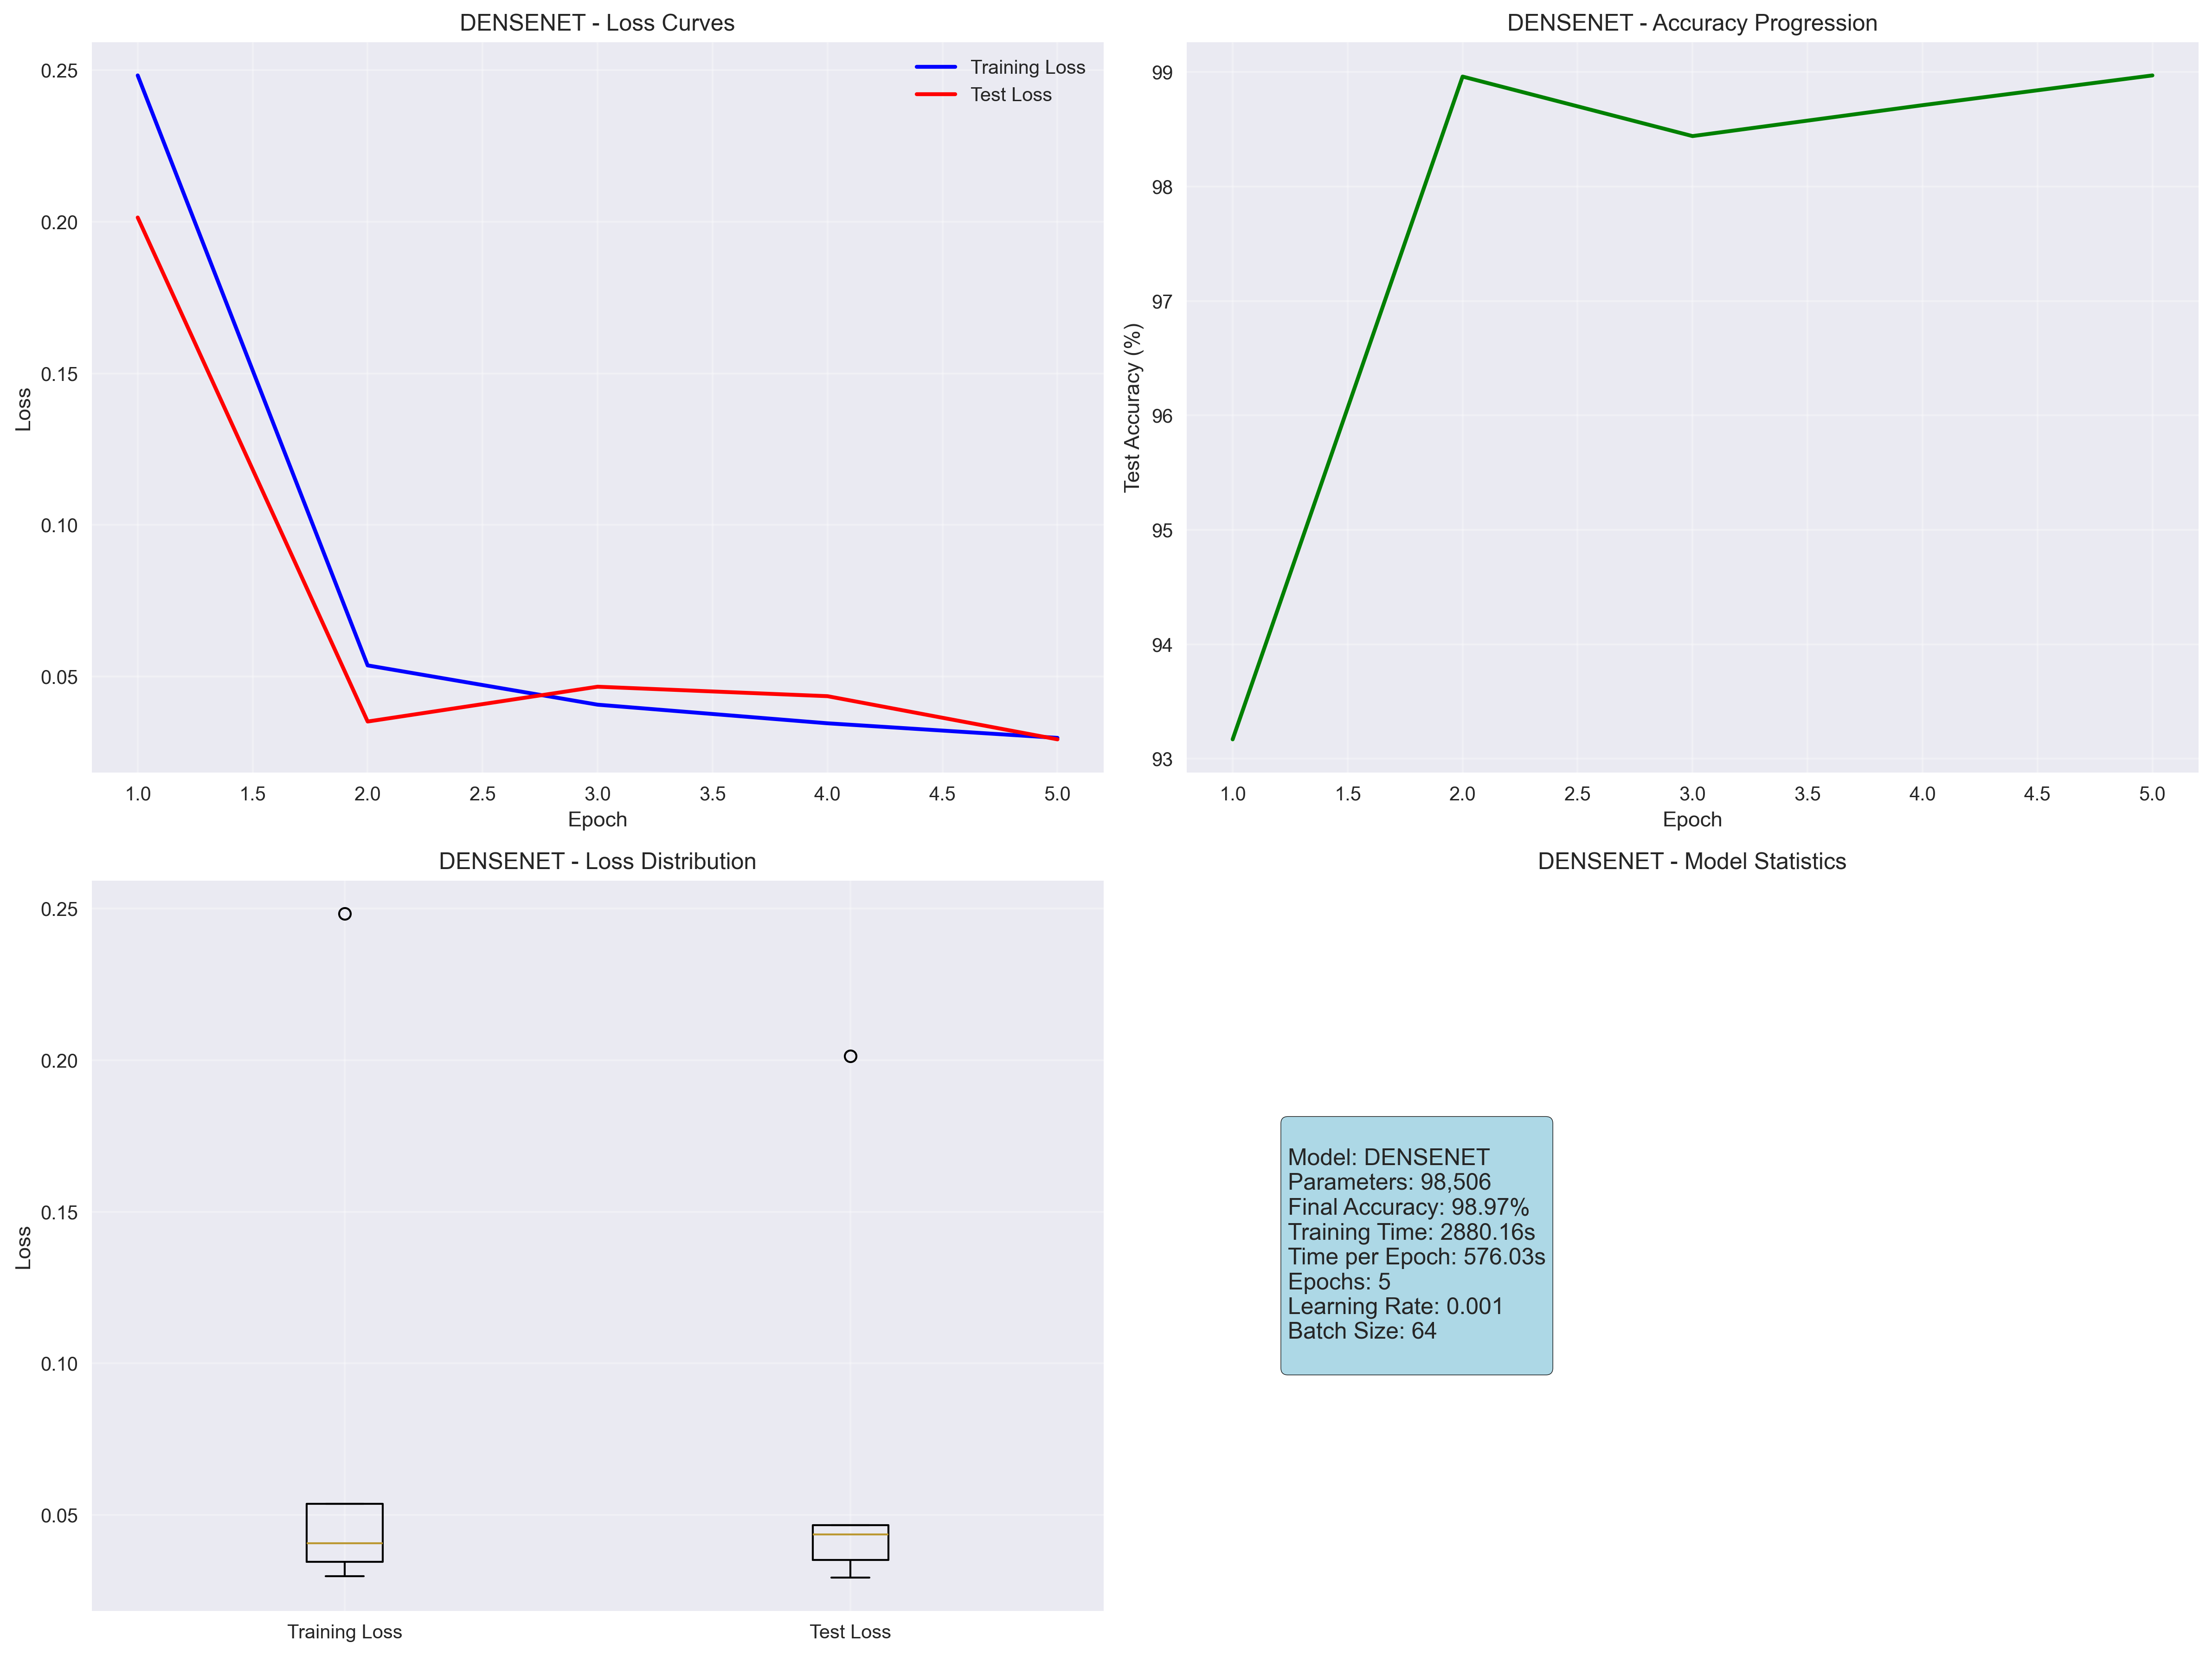 DENSENET - Loss Curves
Training Loss
Test Loss
0.25
0.20
0.15
0.10
0.05
Loss
1.0 1.5 2.0 2.5 3.0 3.5 4.0 4.5 5.0
Epoch
DENSENET - Accuracy Progression
99
98
97
96
95
94
93
Test Accuracy (%)
1.0 1.5 2.0 2.5 3.0 3.5 4.0 4.5 5.0
Epoch
DENSENET - Loss Distribution
0.25
0.20
0.15
0.10
0.05
Loss
Training Loss Test Loss
DENSENET - Model Statistics
Model: DENSENET
Parameters: 98,506
Final Accuracy: 98.97%
Training Time: 2880.16s
Time per Epoch: 576.03s
Epochs: 5
Learning Rate: 0.001
Batch Size: 64